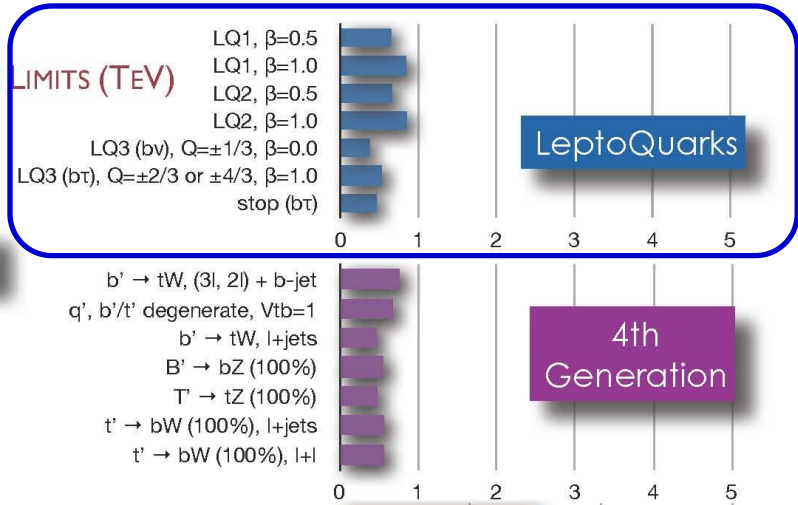 LIMITS (TEV)
LQ1, β=0.5
LQ1, β=1.0
LQ2, β=0.5
LQ2, β=1.0
LQ3 (bν), Q=±1/3, β=0.0
LQ3 (bτ), Q=±2/3 or ±4/3, β=1.0
stop (bτ)
LeptoQuarks
0 1 2 3 4 5
b’ → tW, (3l, 2l) + b-jet
q’, b’/t’ degenerate, Vtb=1
b’ → tW, l+jets
B’ → bZ (100%)
T’ → tZ (100%)
t’ → bW (100%), l+jets
t’ → bW (100%), l+l
4th
Generation
0 1 2 3 4 5